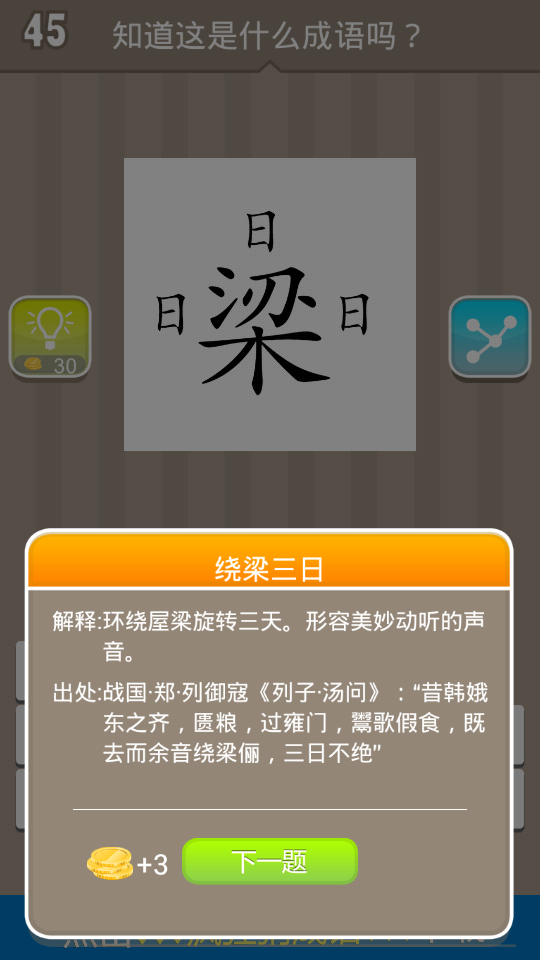 45 知道这是什么成语吗？
日
日 梁 日
30
绕梁三日
解释:环绕屋梁旋转三天。形容美妙动听的声
音。
出处:战国·郑·列御寇《列子·汤问》：“昔韩娥
东之齐，匮粮，过雍门，鬻歌假食，既
去而余音绕梁俪，三日不绝”
+3 下一题